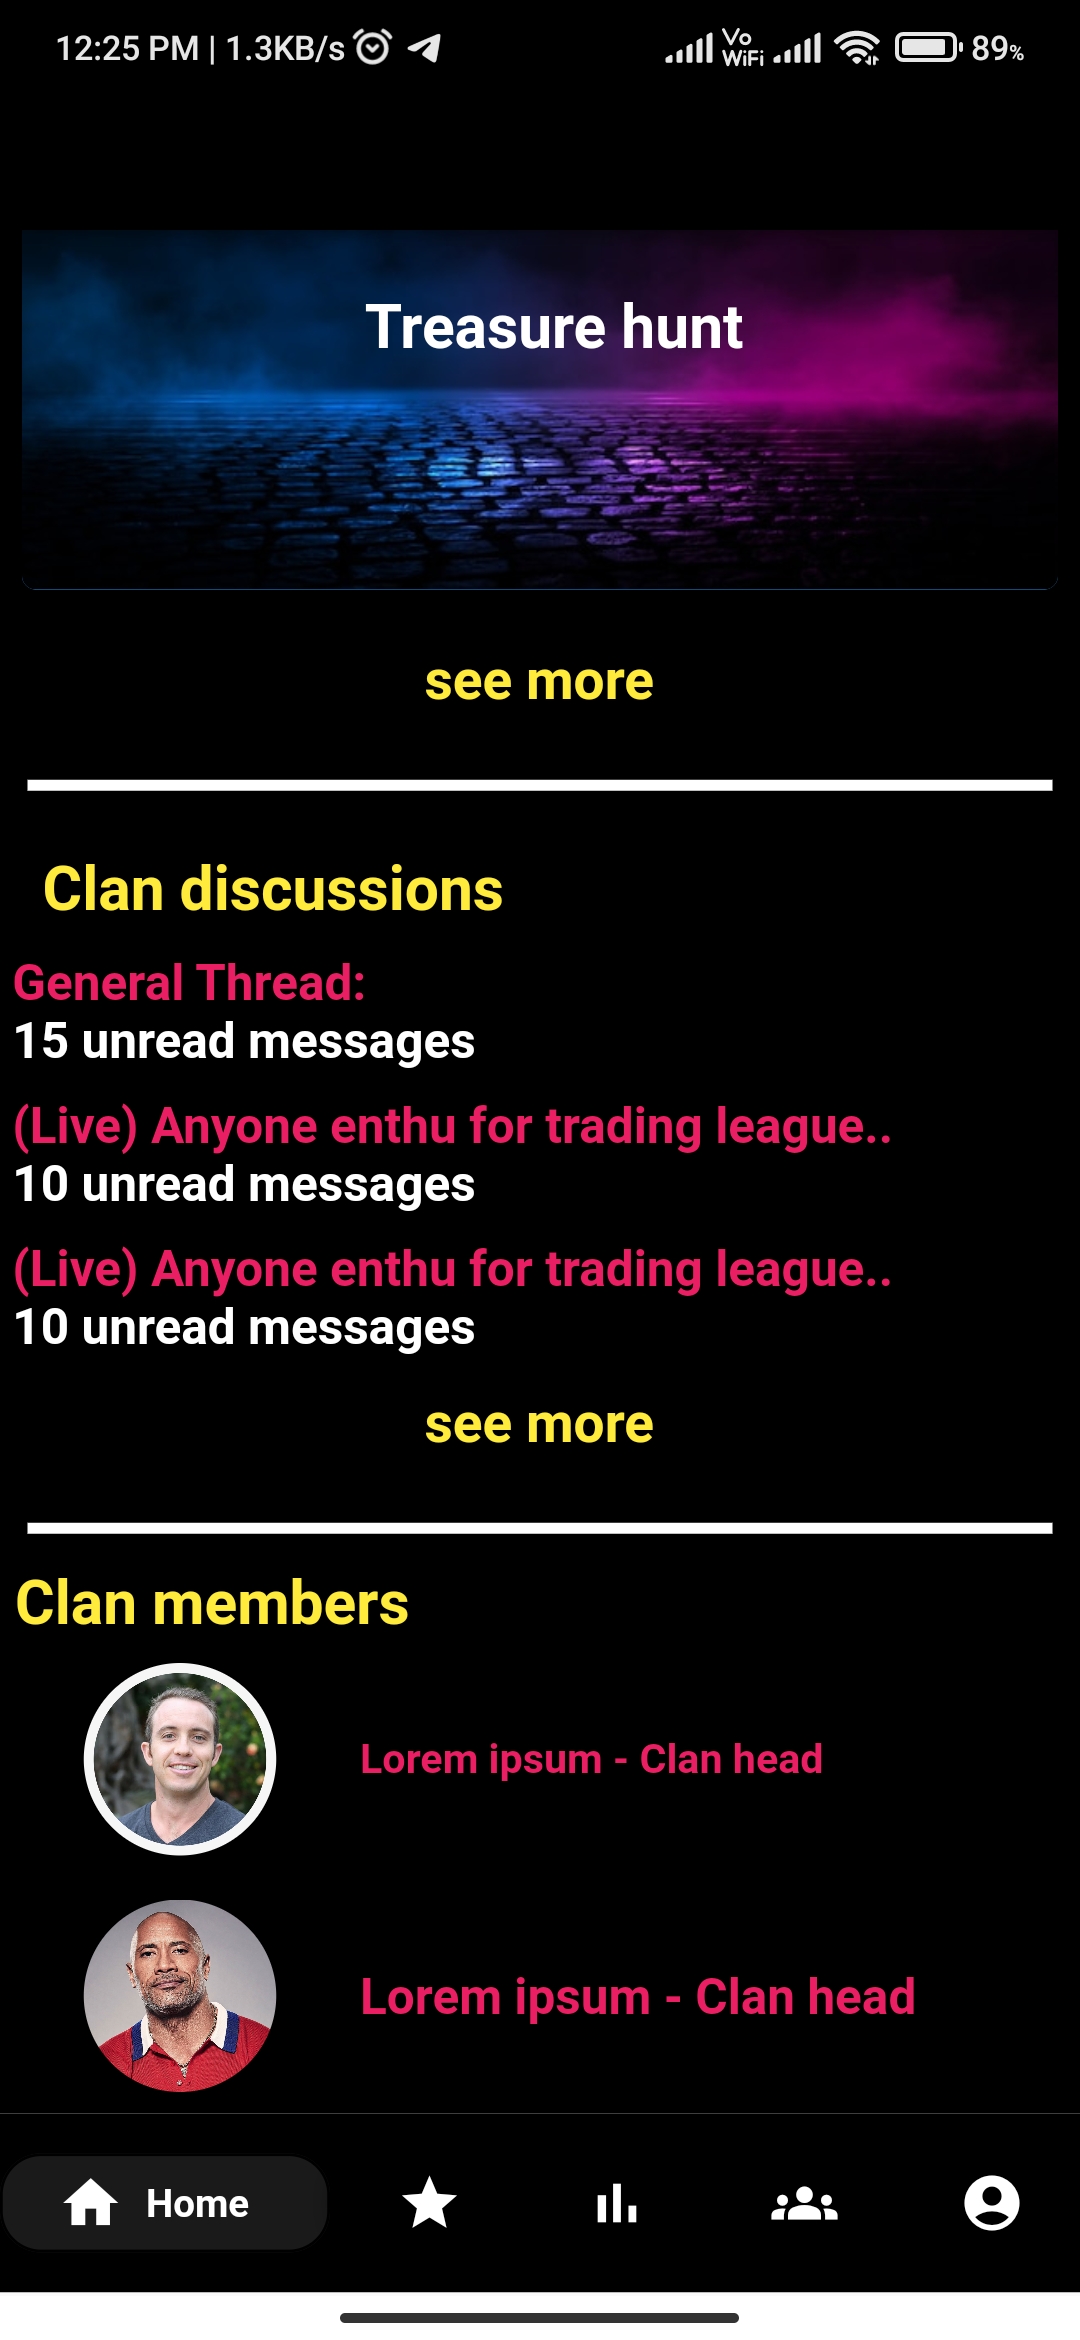 12:25 PM | 1.3KB/s Vo WiFi 89%
Treasure hunt
see more
Clan discussions
General Thread:
15 unread messages
(Live) Anyone enthu for trading league..
10 unread messages
(Live) Anyone enthu for trading league..
10 unread messages
see more
Clan members
Lorem ipsum - Clan head
Lorem ipsum - Clan head
Home